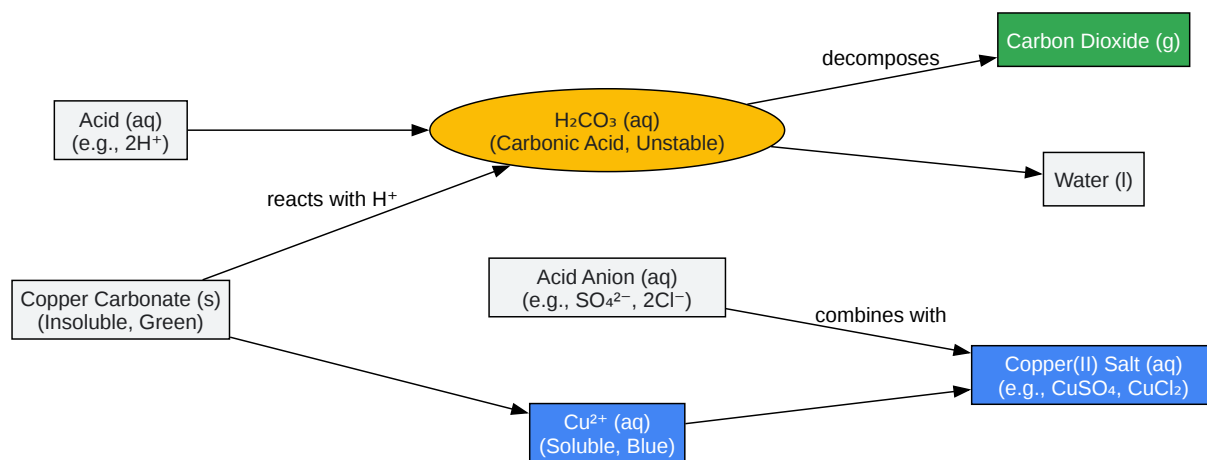 Carbon Dioxide (g)
decomposes
Acid (aq)
(e.g., 2H⁺)
H₂CO₃ (aq)
(Carbonic Acid, Unstable)
Water (l)
reacts with H⁺
Acid Anion (aq)
(e.g., SO₄²⁻, 2Cl⁻)
Copper Carbonate (s)
(Insoluble, Green)
combines with
Copper(II) Salt (aq)
(e.g., CuSO₄, CuCl₂)
Cu²⁺ (aq)
(Soluble, Blue)